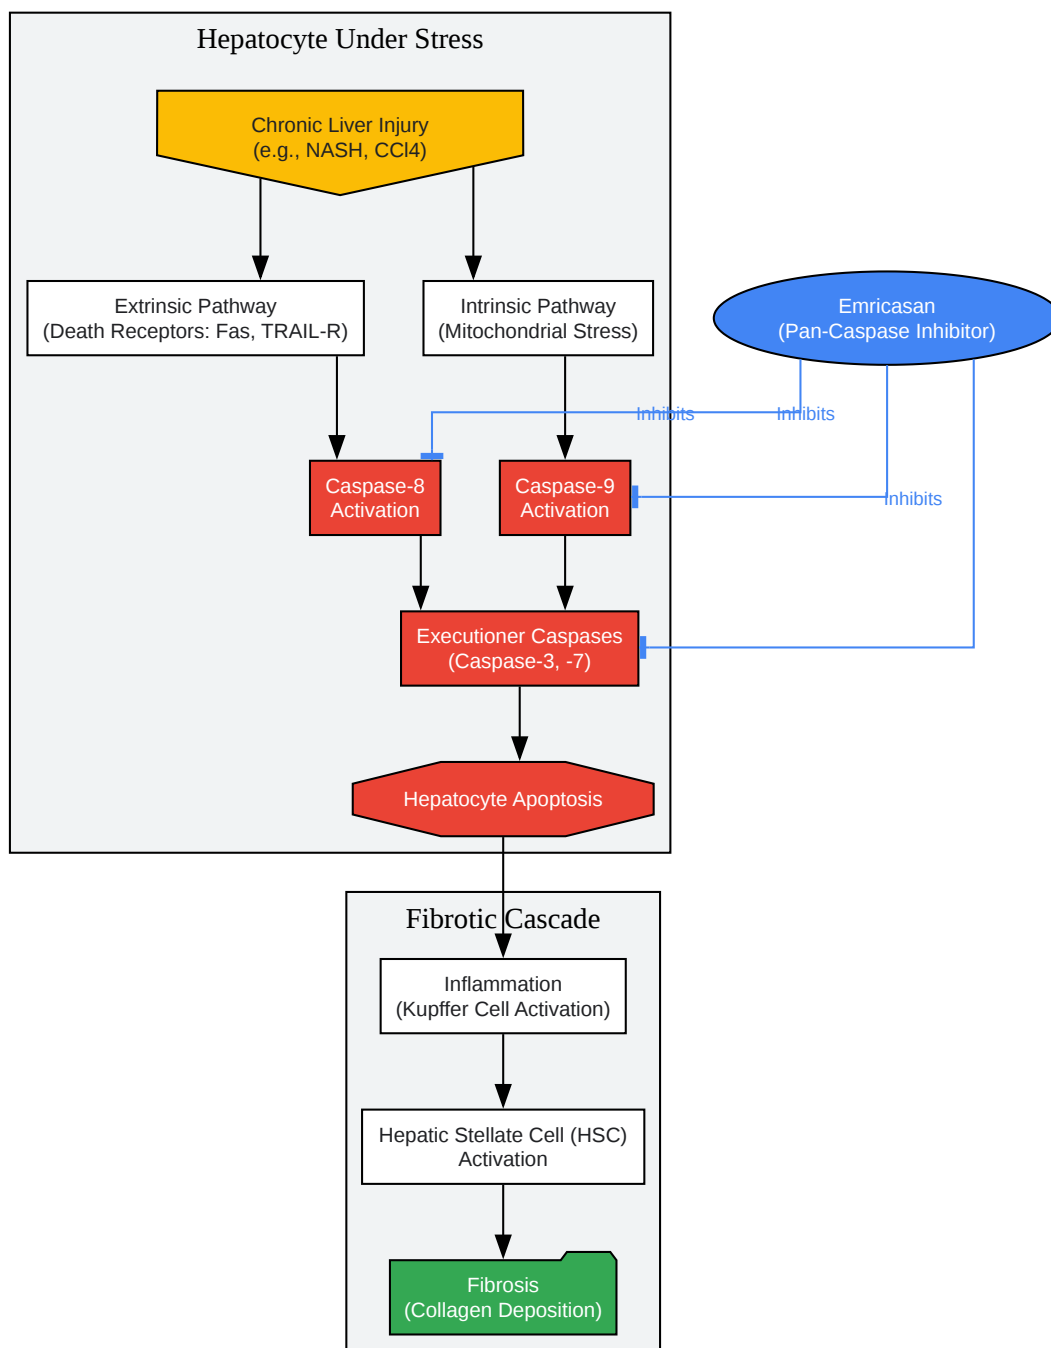 Hepatocyte Under Stress
Chronic Liver Injury
(e.g., NASH, CCl4)
Extrinsic Pathway
(Death Receptors: Fas, TRAIL-R)
Intrinsic Pathway
(Mitochondrial Stress)
Emricasan
(Pan-Caspase Inhibitor)
Inhibits
Inhibits
Inhibits
Caspase-8
Activation
Caspase-9
Activation
Executioner Caspases
(Caspase-3, -7)
Hepatocyte Apoptosis
Fibrotic Cascade
Inflammation
(Kupffer Cell Activation)
Hepatic Stellate Cell (HSC)
Activation
Fibrosis
(Collagen Deposition)